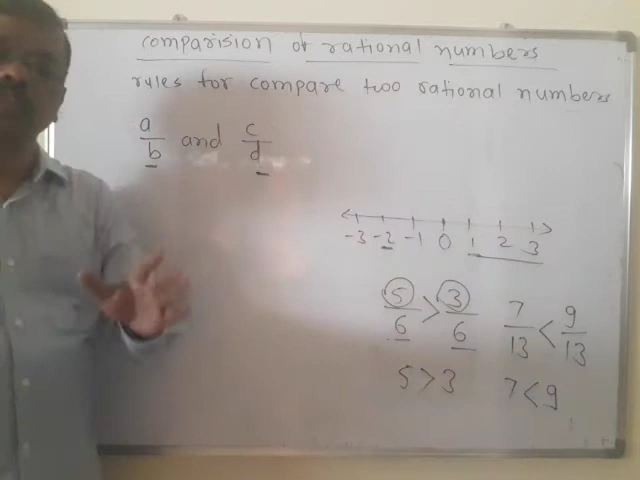 comparision of rational numbers
rules for compare two rational numbers
a/b and c/d
-3 -2 -1 0 1 2 3
5/6 > 3/6 7/13 < 9/13
5 > 3 7 < 9